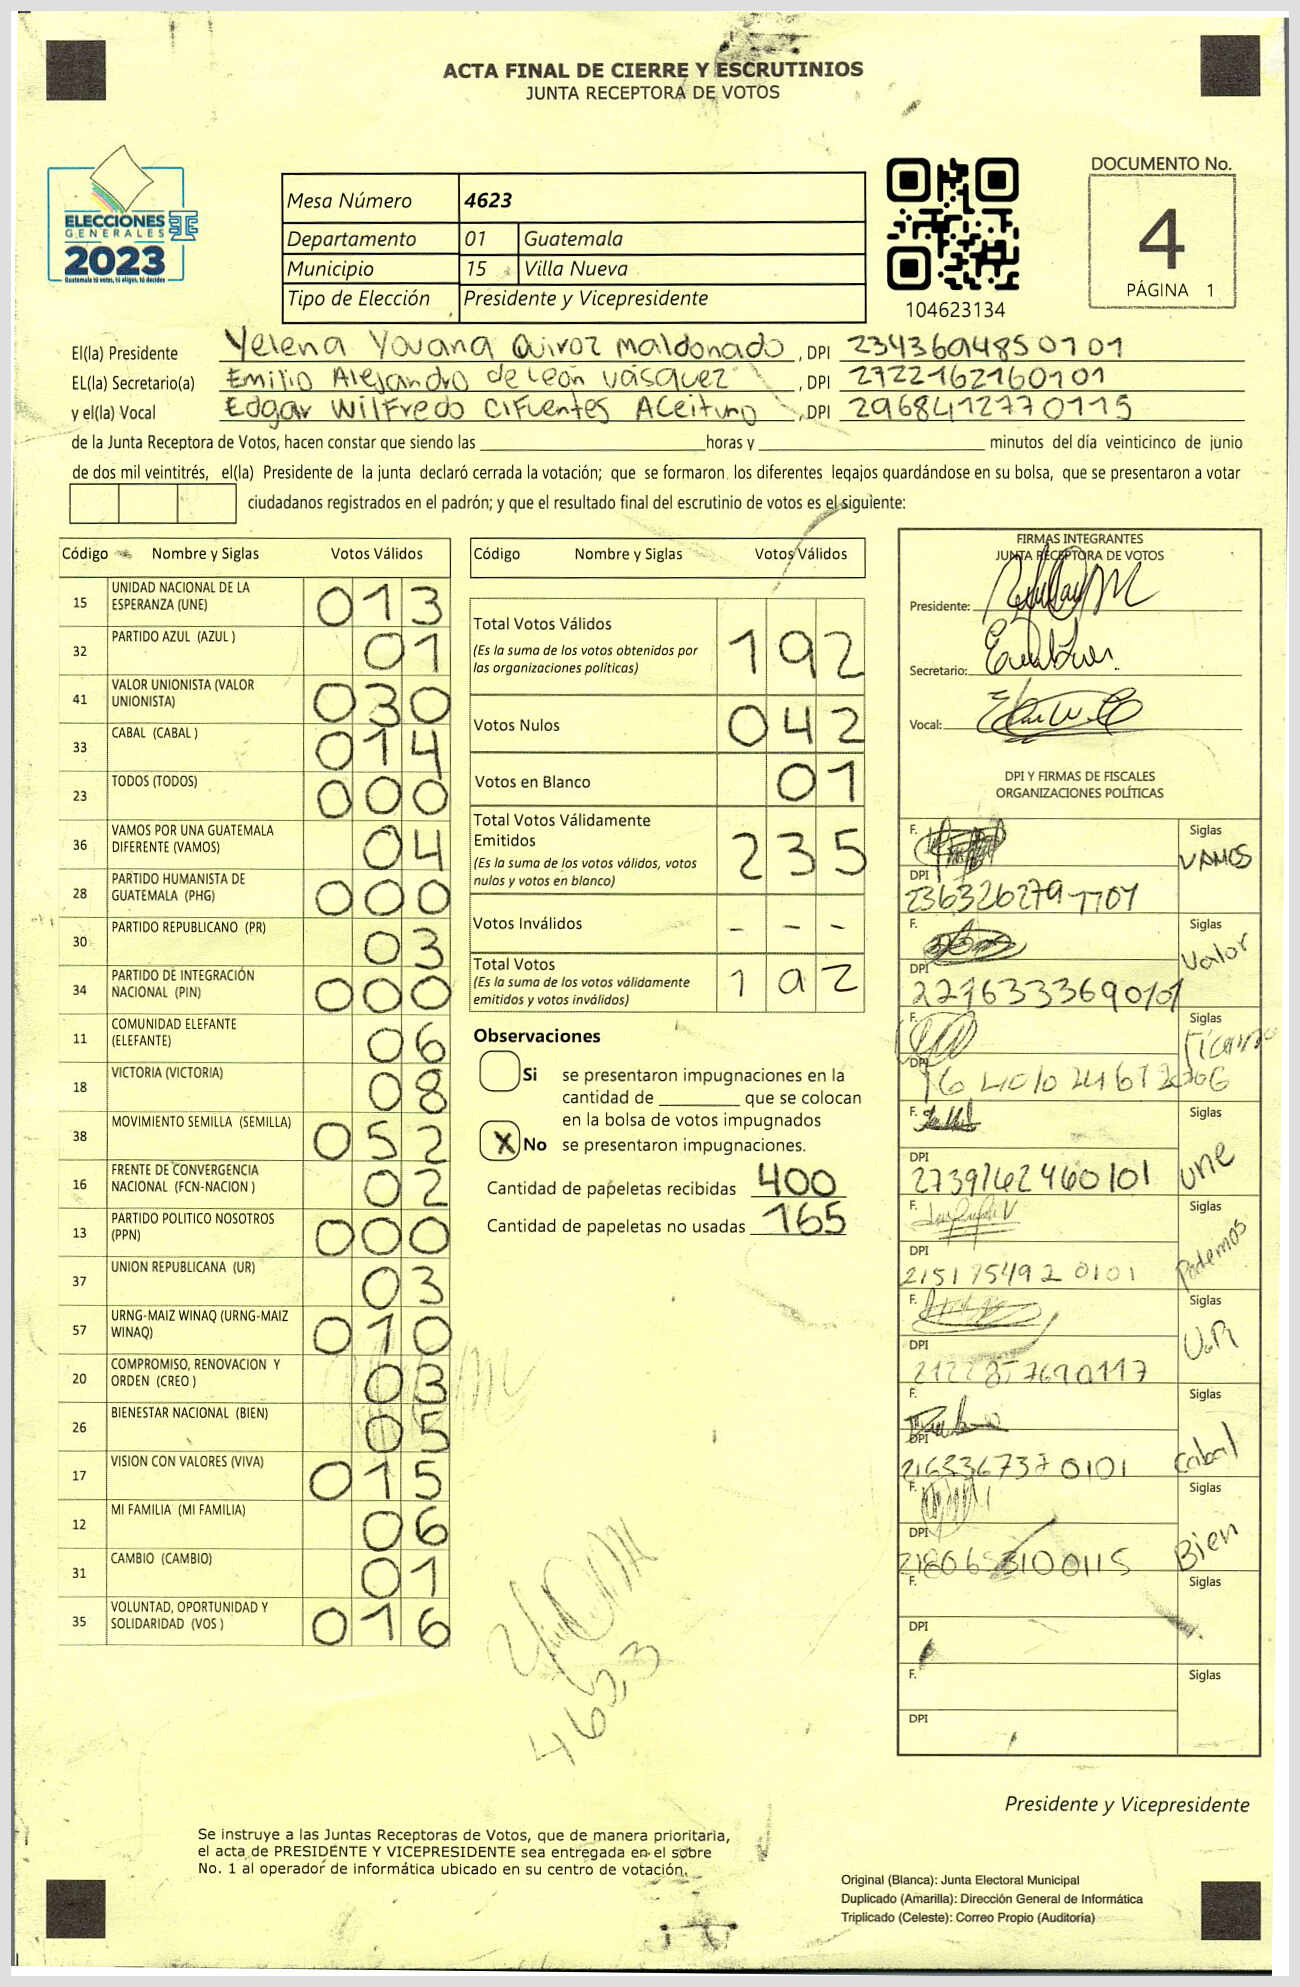 ACTA FINAL DE CIERRE Y ESCRUTINIOS
JUNTA RECEPTORA DE VOTOS
ELECCIONES
GENERALES
2023
Guatemala tú votas, tú eliges, tú decides
Mesa Número 4623
Departamento 01 Guatemala
Municipio 15 Villa Nueva
Tipo de Elección Presidente y Vicepresidente
104623134
DOCUMENTO No.
4
PÁGINA 1
El(la) Presidente Yelena Yovana Quiroz Maldonado, DPI 2343694850101
EL(la) Secretario(a) Emilio Alejandro de León Vásquez, DPI 2722162160101
y el(la) Vocal Edgar Wilfredo Cifuentes Aceituno, DPI 2968412770115
de la Junta Receptora de Votos, hacen constar que siendo las horas y minutos del día veinticinco de junio
de dos mil veintitrés, el(la) Presidente de la junta declaró cerrada la votación; que se formaron los diferentes legajos guardándose en su bolsa, que se presentaron a votar
ciudadanos registrados en el padrón; y que el resultado final del escrutinio de votos es el siguiente:
Código Nombre y Siglas Votos Válidos
15 UNIDAD NACIONAL DE LA ESPERANZA (UNE) 013
32 PARTIDO AZUL (AZUL ) 01
41 VALOR UNIONISTA (VALOR UNIONISTA) 030
33 CABAL (CABAL ) 014
23 TODOS (TODOS) 000
36 VAMOS POR UNA GUATEMALA DIFERENTE (VAMOS) 04
28 PARTIDO HUMANISTA DE GUATEMALA (PHG) 000
30 PARTIDO REPUBLICANO (PR) 03
34 PARTIDO DE INTEGRACIÓN NACIONAL (PIN) 000
11 COMUNIDAD ELEFANTE (ELEFANTE) 06
18 VICTORIA (VICTORIA) 08
38 MOVIMIENTO SEMILLA (SEMILLA) 052
16 FRENTE DE CONVERGENCIA NACIONAL (FCN-NACION ) 02
13 PARTIDO POLITICO NOSOTROS (PPN) 000
37 UNION REPUBLICANA (UR) 03
57 URNG-MAIZ WINAQ (URNG-MAIZ WINAQ) 010
20 COMPROMISO, RENOVACION Y ORDEN (CREO ) 03
26 BIENESTAR NACIONAL (BIEN) 05
17 VISION CON VALORES (VIVA) 015
12 MI FAMILIA (MI FAMILIA) 06
31 CAMBIO (CAMBIO) 01
35 VOLUNTAD, OPORTUNIDAD Y SOLIDARIDAD (VOS ) 016
Código Nombre y Siglas Votos Válidos
Total Votos Válidos 192
(Es la suma de los votos obtenidos por
las organizaciones políticas)
Votos Nulos 042
Votos en Blanco 01
Total Votos Válidamente
Emitidos 235
(Es la suma de los votos válidos, votos
nulos y votos en blanco)
Votos Inválidos - - -
Total Votos 192
(Es la suma de los votos válidamente
emitidos y votos inválidos)
Observaciones
Si se presentaron impugnaciones en la
cantidad de que se colocan
en la bolsa de votos impugnados
X No se presentaron impugnaciones.
Cantidad de papeletas recibidas 400
Cantidad de papeletas no usadas 165
FIRMAS INTEGRANTES
JUNTA RECEPTORA DE VOTOS
Presidente:
Secretario:
Vocal:
DPI Y FIRMAS DE FISCALES
ORGANIZACIONES POLÍTICAS
F. Siglas VAMOS
DPI
F. Siglas Valor
DPI 2276333690101
F. Siglas
DPI
F. Siglas une
DPI 2739162460101
F. Siglas Podemos
DPI 2151754920101
F. Siglas
DPI
F. Siglas Cabal
DPI 2163367370101
F. Siglas Bien
DPI
F. Siglas
DPI
F. Siglas
DPI
Presidente y Vicepresidente
Se instruye a las Juntas Receptoras de Votos, que de manera prioritaria,
el acta de PRESIDENTE Y VICEPRESIDENTE sea entregada en el sobre
No. 1 al operador de informática ubicado en su centro de votación.
Original (Blanca): Junta Electoral Municipal
Duplicado (Amarilla): Dirección General de Informática
Triplicado (Celeste): Correo Propio (Auditoría)